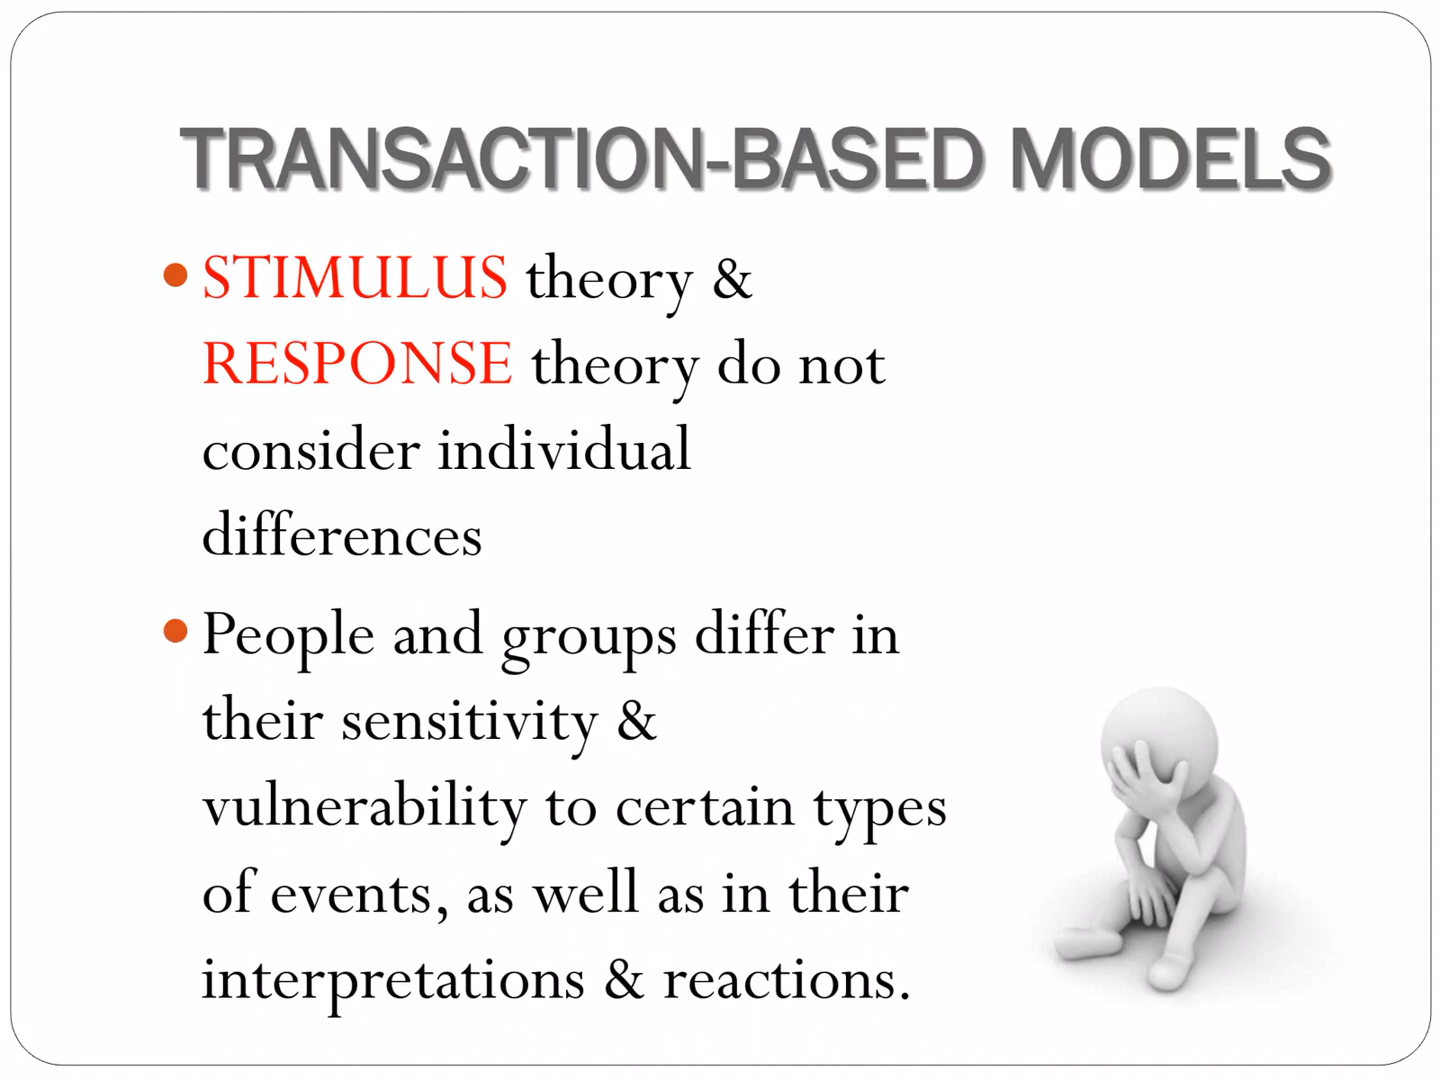 TRANSACTION-BASED MODELS
STIMULUS theory &
RESPONSE theory do not
consider individual
differences
People and groups differ in
their sensitivity &
vulnerability to certain types
of events, as well as in their
interpretations & reactions.